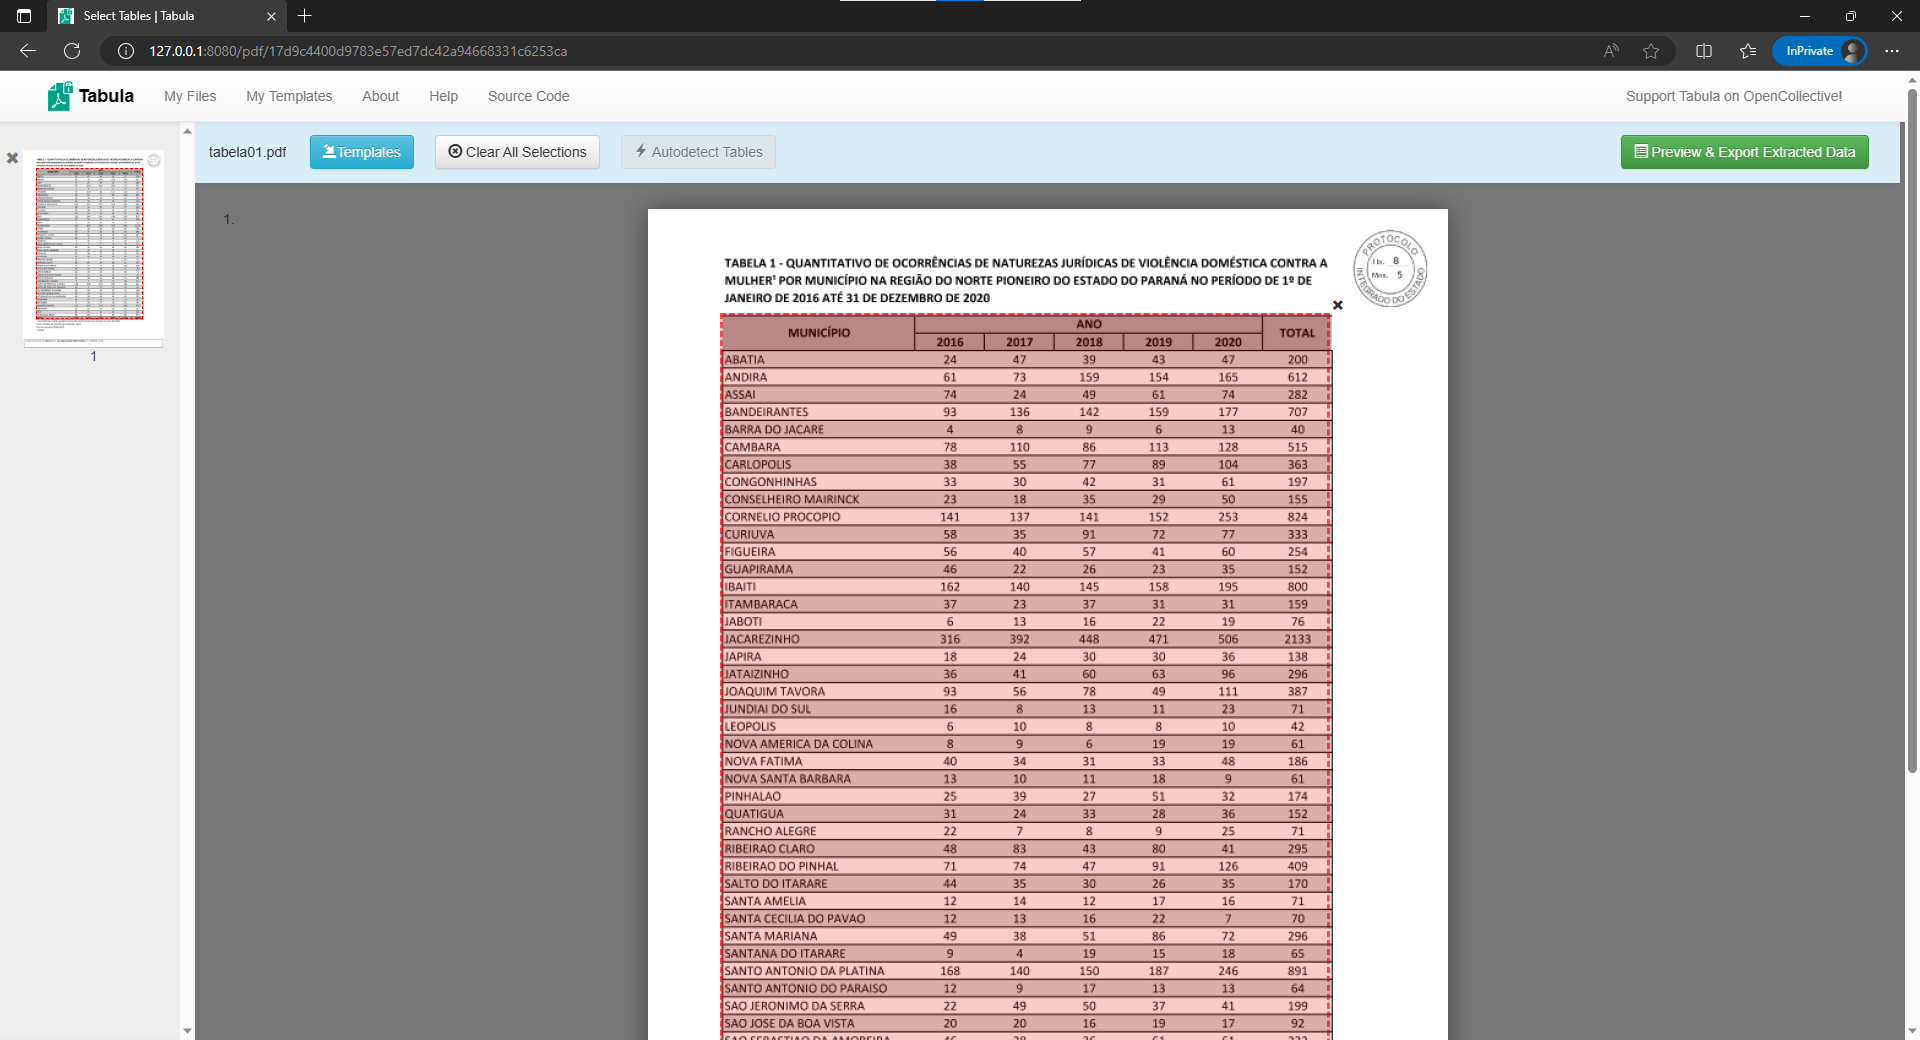 Select Tables | Tabula
127.0.0.1:8080/pdf/17d9c4400d9783e57ed7dc42a94668331c6253ca
InPrivate
Tabula My Files My Templates About Help Source Code Support Tabula on OpenCollective!
tabela01.pdf Templates Clear All Selections Autodetect Tables Preview & Export Extracted Data
1
1.
PROTOCOLO
INTEGRADO DO ESTADO
8
5
TABELA 1 - QUANTITATIVO DE OCORRÊNCIAS DE NATUREZAS JURÍDICAS DE VIOLÊNCIA DOMÉSTICA CONTRA A
MULHER¹ POR MUNICÍPIO NA REGIÃO DO NORTE PIONEIRO DO ESTADO DO PARANÁ NO PERÍODO DE 1º DE
JANEIRO DE 2016 ATÉ 31 DE DEZEMBRO DE 2020
MUNICÍPIO ANO TOTAL
2016 2017 2018 2019 2020
ABATIA 24 47 39 43 47 200
ANDIRA 61 73 159 154 165 612
ASSAI 74 24 49 61 74 282
BANDEIRANTES 93 136 142 159 177 707
BARRA DO JACARE 4 8 9 6 13 40
CAMBARA 78 110 86 113 128 515
CARLOPOLIS 38 55 77 89 104 363
CONGONHINHAS 33 30 42 31 61 197
CONSELHEIRO MAIRINCK 23 18 35 29 50 155
CORNELIO PROCOPIO 141 137 141 152 253 824
CURIUVA 58 35 91 72 77 333
FIGUEIRA 56 40 57 41 60 254
GUAPIRAMA 46 22 26 23 35 152
IBAITI 162 140 145 158 195 800
ITAMBARACA 37 23 37 31 31 159
JABOTI 6 13 16 22 19 76
JACAREZINHO 316 392 448 471 506 2133
JAPIRA 18 24 30 30 36 138
JATAIZINHO 36 41 60 63 96 296
JOAQUIM TAVORA 93 56 78 49 111 387
JUNDIAI DO SUL 16 8 13 11 23 71
LEOPOLIS 6 10 8 8 10 42
NOVA AMERICA DA COLINA 8 9 6 19 19 61
NOVA FATIMA 40 34 31 33 48 186
NOVA SANTA BARBARA 13 10 11 18 9 61
PINHALAO 25 39 27 51 32 174
QUATIGUA 31 24 33 28 36 152
RANCHO ALEGRE 22 7 8 9 25 71
RIBEIRAO CLARO 48 83 43 80 41 295
RIBEIRAO DO PINHAL 71 74 47 91 126 409
SALTO DO ITARARE 44 35 30 26 35 170
SANTA AMELIA 12 14 12 17 16 71
SANTA CECILIA DO PAVAO 12 13 16 22 7 70
SANTA MARIANA 49 38 51 86 72 296
SANTANA DO ITARARE 9 4 19 15 18 65
SANTO ANTONIO DA PLATINA 168 140 150 187 246 891
SANTO ANTONIO DO PARAISO 12 9 17 13 13 64
SAO JERONIMO DA SERRA 22 49 50 37 41 199
SAO JOSE DA BOA VISTA 20 20 16 19 17 92